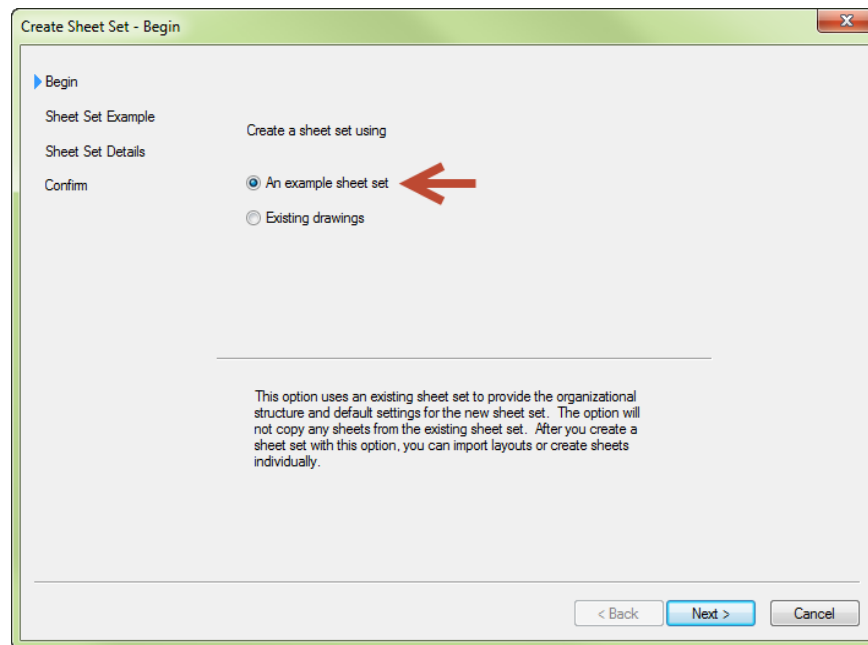 Create Sheet Set - Begin
Begin
Sheet Set Example
Sheet Set Details
Confirm
Create a sheet set using
An example sheet set
Existing drawings
This option uses an existing sheet set to provide the organizational
structure and default settings for the new sheet set. The option will
not copy any sheets from the existing sheet set. After you create a
sheet set with this option, you can import layouts or create sheets
individually.
< Back
Next >
Cancel